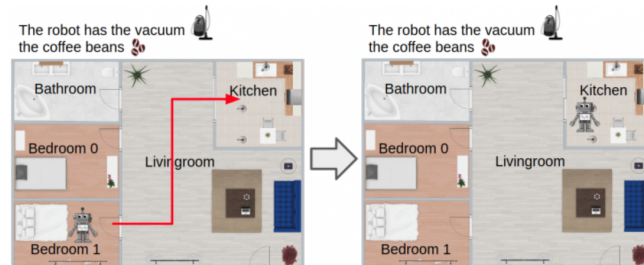 The robot has the vacuum
the coffee beans
Bathroom
Kitchen
Bedroom 0
Livingroom
Bedroom 1
The robot has the vacuum
the coffee beans
Bathroom
Kitchen
Bedroom 0
Livingroom
Bedroom 1